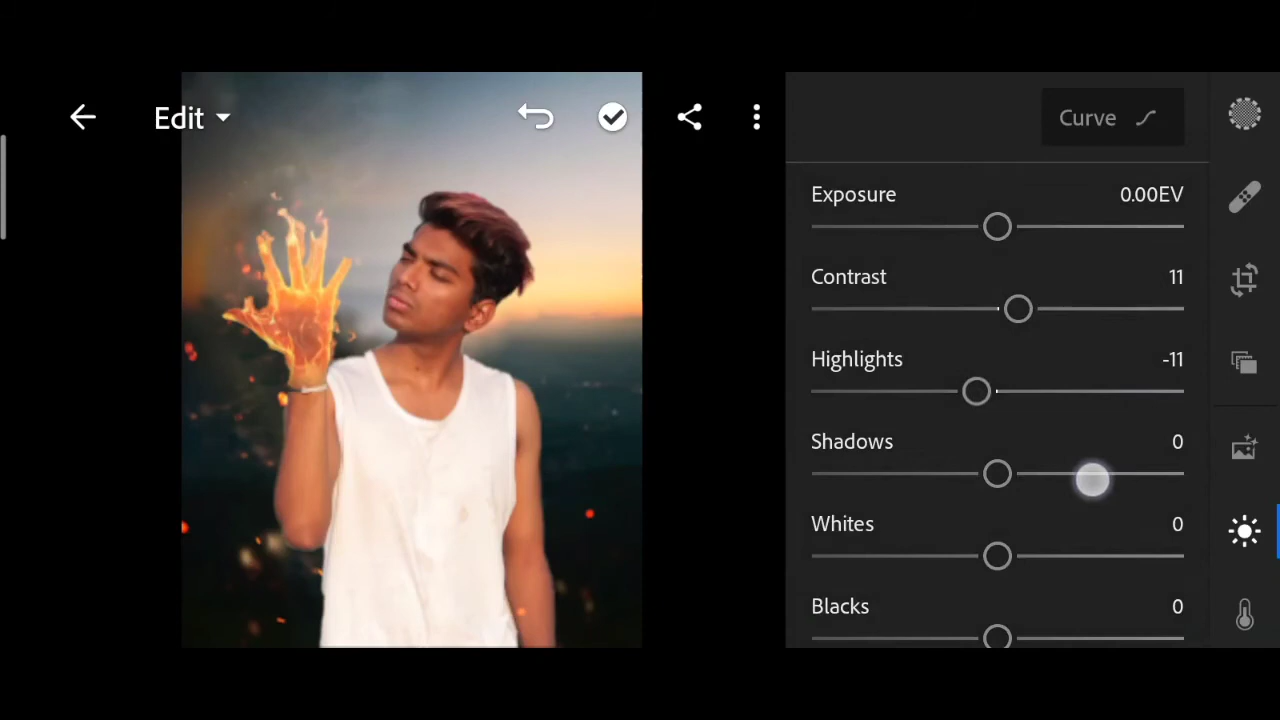 Edit
Curve
Exposure 0.00EV
Contrast 11
Highlights -11
Shadows 0
Whites 0
Blacks 0